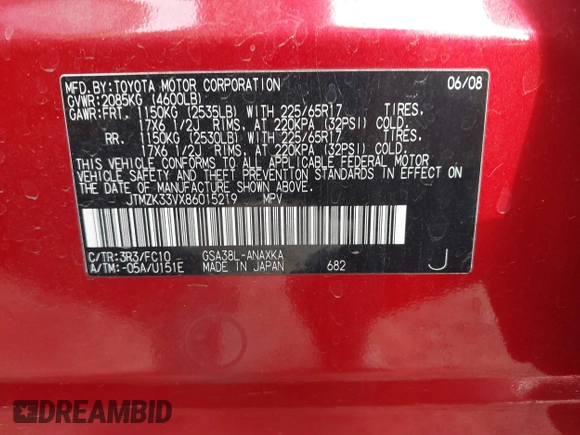 MFD.BY:TOYOTA MOTOR CORPORATION 06/08
GVWR:2085KG (4600LB)
GAWR:FRT. 1150KG (2535LB) WITH 225/65R17 TIRES,
17X6 1/2J RIMS, AT 220KPA (32PSI) COLD.
RR. 1150KG (2530LB) WITH 225/65R17 TIRES,
17X6 1/2J RIMS, AT 220KPA (32PSI) COLD.
THIS VEHICLE CONFORMS TO ALL APPLICABLE FEDERAL MOTOR
VEHICLE SAFETY AND THEFT PREVENTION STANDARDS IN EFFECT ON
THE DATE OF MANUFACTURE SHOWN ABOVE.
JTMZK33VX86015219 MPV
C/TR:3R3/FC10 GSA38L-ANAXKA
A/TM:-05A/U151E MADE IN JAPAN 682 J
DREAMBID